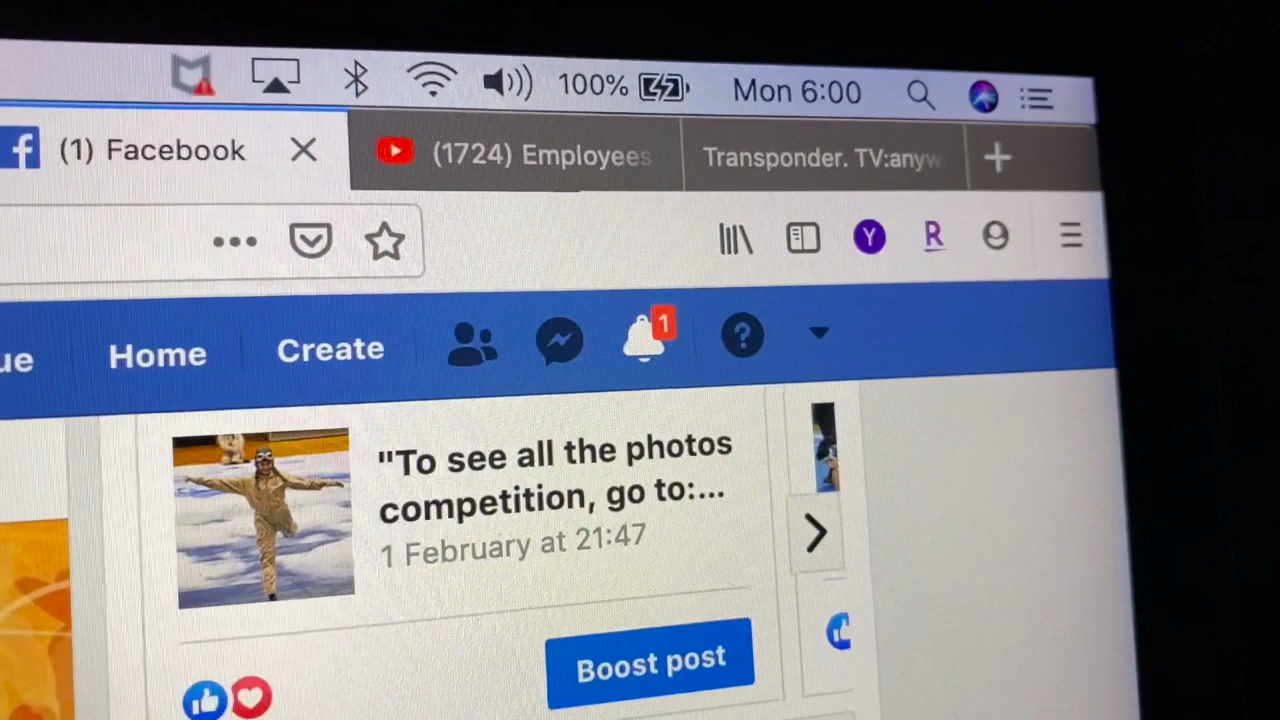 100% Mon 6:00
(1) Facebook (1724) Employees Transponder. TV:anyw
Y R
ue Home Create 1 ?
"To see all the photos
competition, go to:...
1 February at 21:47
Boost post